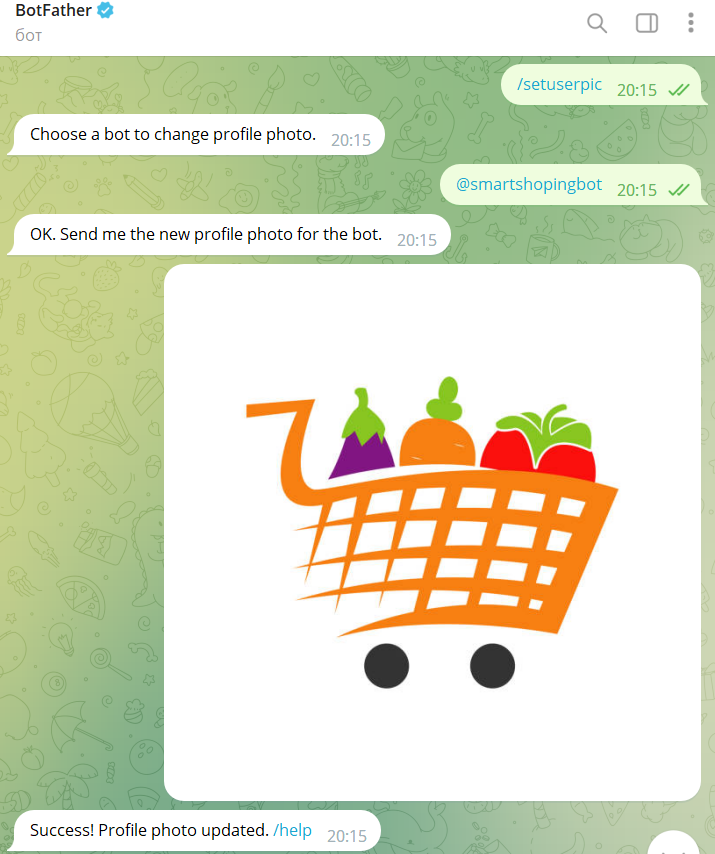 BotFather
бот
/setuserpic 20:15
Choose a bot to change profile photo. 20:15
@smartshopingbot 20:15
OK. Send me the new profile photo for the bot. 20:15
Success! Profile photo updated. /help 20:15